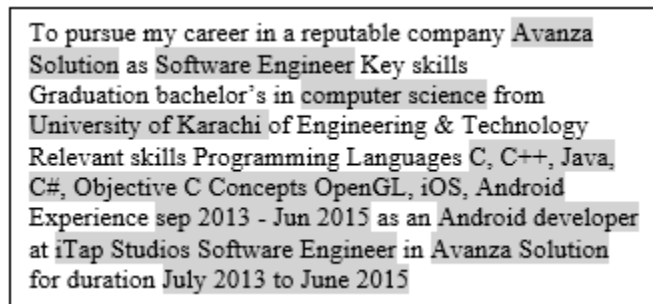 To pursue my career in a reputable company Avanza
Solution as Software Engineer Key skills
Graduation bachelor's in computer science from
University of Karachi of Engineering & Technology
Relevant skills Programming Languages C, C++, Java,
C#, Objective C Concepts OpenGL, iOS, Android
Experience sep 2013 - Jun 2015 as an Android developer
at iTap Studios Software Engineer in Avanza Solution
for duration July 2013 to June 2015